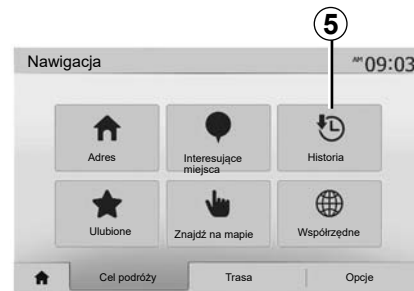 5
Nawigacja
AM 09:03
Adres
Interesujące
miejsca
Historia
Ulubione
Znajdź na mapie
Współrzędne
Cel podróży
Trasa
Opcje